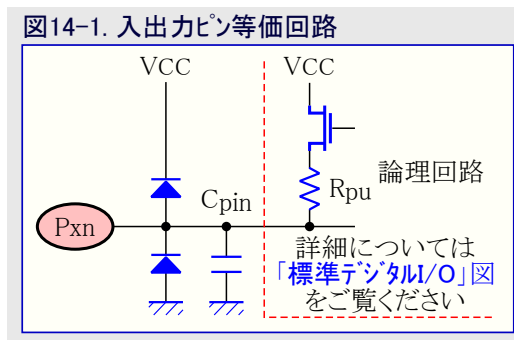 図14-1. 入出力ピン等価回路
VCC
VCC
Cpin
Rpu
論理回路
Pxn
詳細については
「標準デジタルI/O」図
をご覧ください